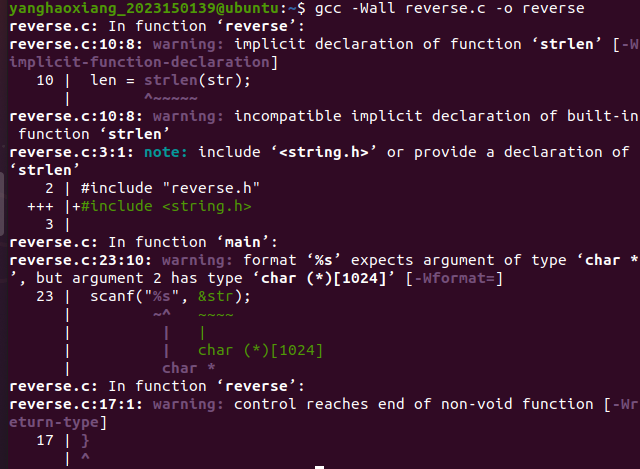 yanghaoxiang_2023150139@ubuntu:~$ gcc -Wall reverse.c -o reverse
reverse.c: In function ‘reverse’:
reverse.c:10:8: warning: implicit declaration of function ‘strlen’ [-W
implicit-function-declaration]
   10 |  len = strlen(str);
      |        ^~~~~~
reverse.c:10:8: warning: incompatible implicit declaration of built-in
 function ‘strlen’
reverse.c:3:1: note: include ‘<string.h>’ or provide a declaration of
‘strlen’
    2 | #include "reverse.h"
  +++ |+#include <string.h>
    3 |
reverse.c: In function ‘main’:
reverse.c:23:10: warning: format ‘%s’ expects argument of type ‘char *
’, but argument 2 has type ‘char (*)[1024]’ [-Wformat=]
   23 |  scanf("%s", &str);
      |         ~^   ~~~~
      |          |   |
      |          |   char (*)[1024]
      |          char *
reverse.c: In function ‘reverse’:
reverse.c:17:1: warning: control reaches end of non-void function [-Wr
eturn-type]
   17 | }
      | ^